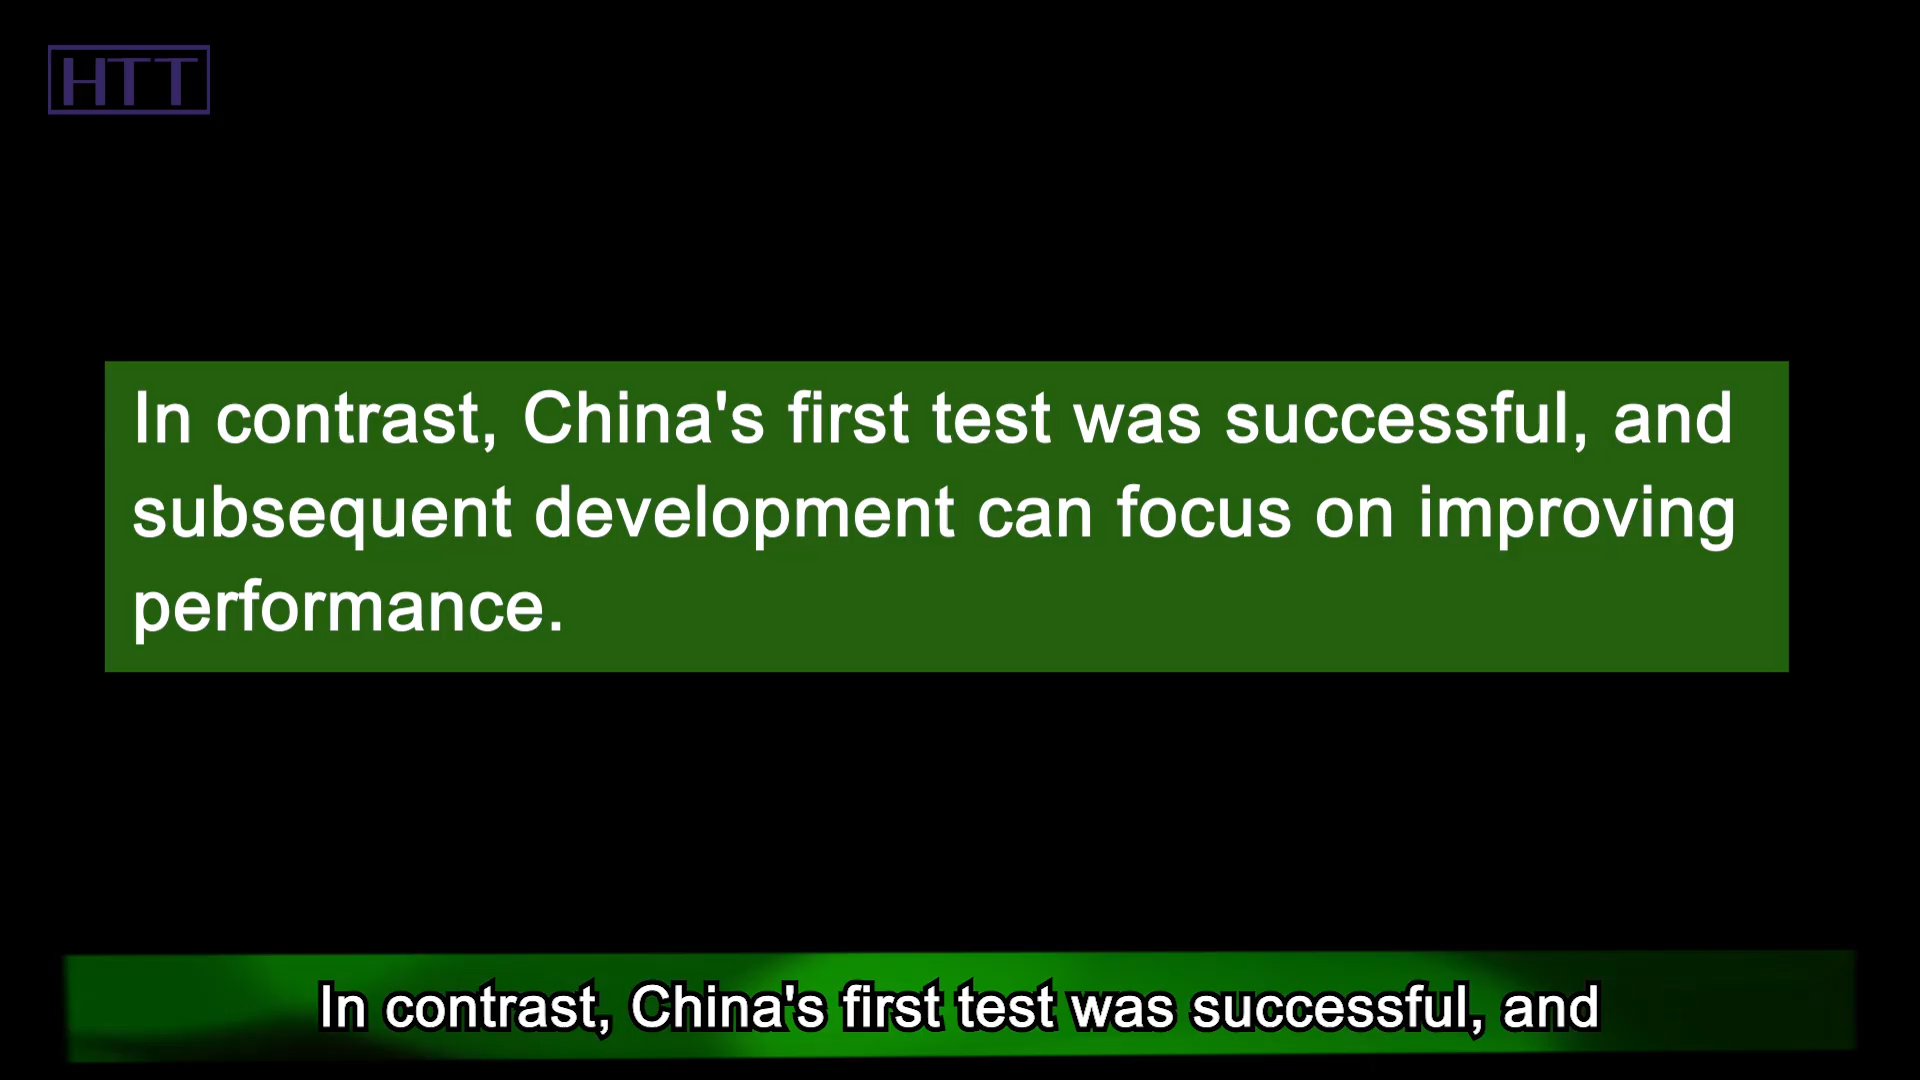 HTT
In contrast, China's first test was successful, and
subsequent development can focus on improving
performance.
In contrast, China's first test was successful, and